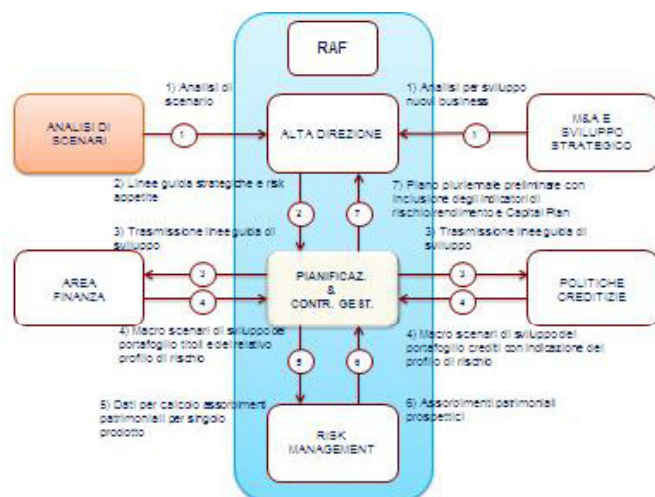 RAF
1) Analisi di
scenario
1) Analisi per sviluppo
nuovi business
ANALISI DI
SCENARI
1
ALTA DIREZIONE
1
M&A E
SVILUPPO
STRATEGICO
2) Linee guida strategiche e risk
appetite
2
7
7) Piano pluriennale preliminare con
inclusione degli indicatori di
rischio/rendimento e Capital Plan
3) Trasmissione linee guida di
sviluppo
3) Trasmissione linee guida di
sviluppo
AREA
FINANZA
3
4
PIANIFICAZ.
&
CONTR. GEST.
3
4
POLITICHE
CREDITIZIE
4) Macro scenari di sviluppo del
portafoglio titoli e del relativo
profilo di rischio
4) Macro scenari di sviluppo del
portafoglio crediti con indicazione del
profilo di rischio
5
6
5) Dati per calcolo assorbimenti
patrimoniali per singolo
prodotto
6) Assorbimenti patrimoniali
prospettici
RISK
MANAGEMENT